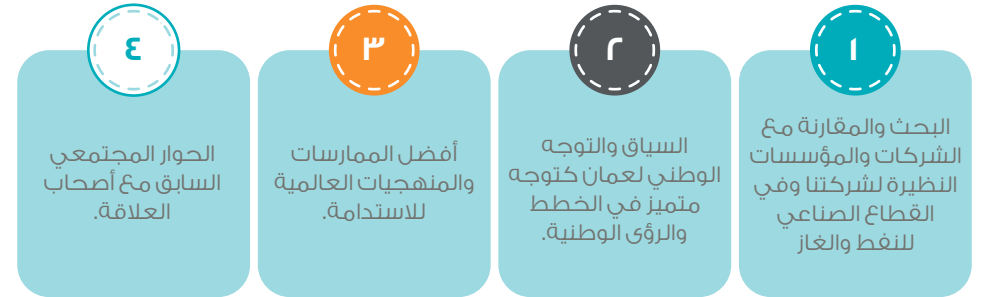 ١
البحث والمقارنة مع
الشركات والمؤسسات
النظيرة لشركتنا وفي
القطاع الصناعي
للنفط والغاز
٢
السياق والتوجه
الوطني لعمان كتوجه
متميز في الخطط
والرؤى الوطنية.
٣
أفضل الممارسات
والمنهجيات العالمية
للاستدامة.
٤
الحوار المجتمعي
السابق مع أصحاب
العلاقة.